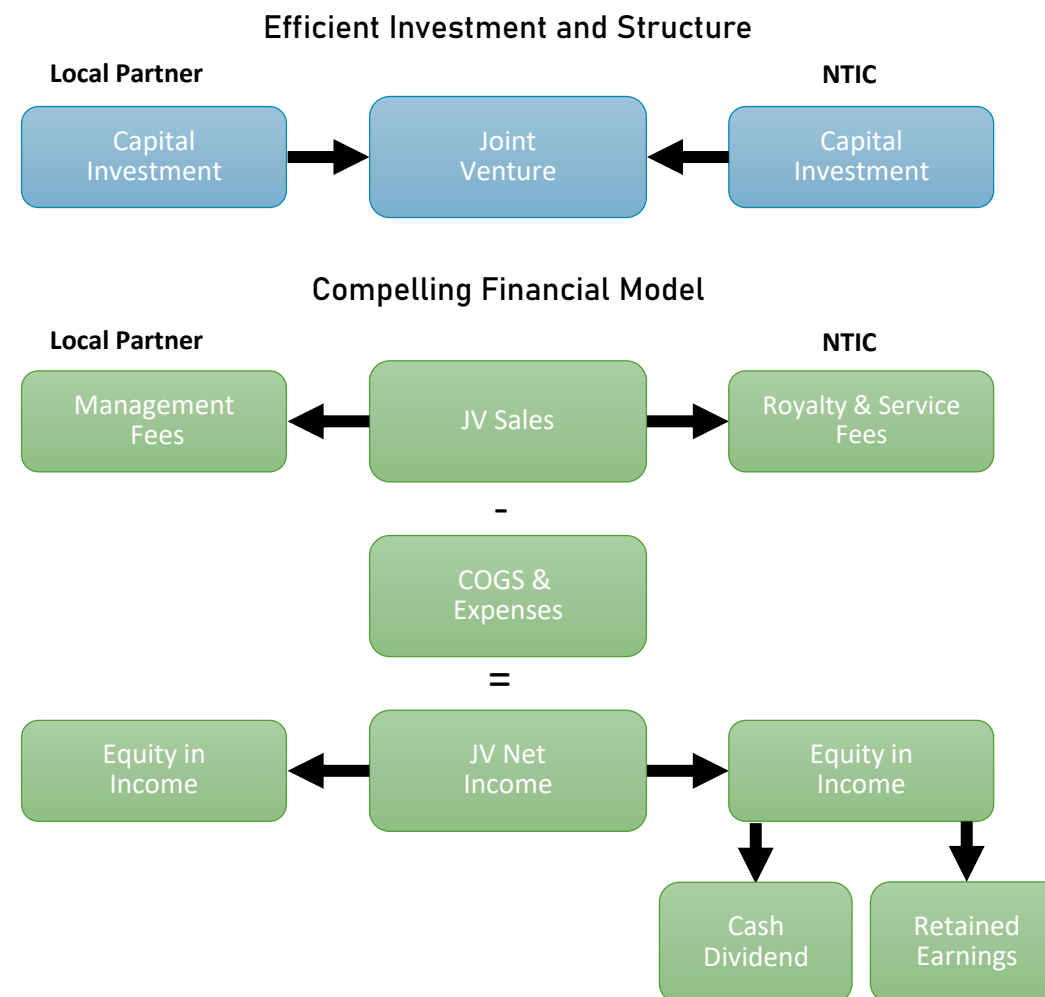 Efficient Investment and Structure
Local Partner
NTIC
Capital
Investment
Joint
Venture
Capital
Investment
Compelling Financial Model
Local Partner
NTIC
Management
Fees
JV Sales
Royalty & Service
Fees
-
COGS &
Expenses
=
Equity in
Income
JV Net
Income
Equity in
Income
Cash
Dividend
Retained
Earnings